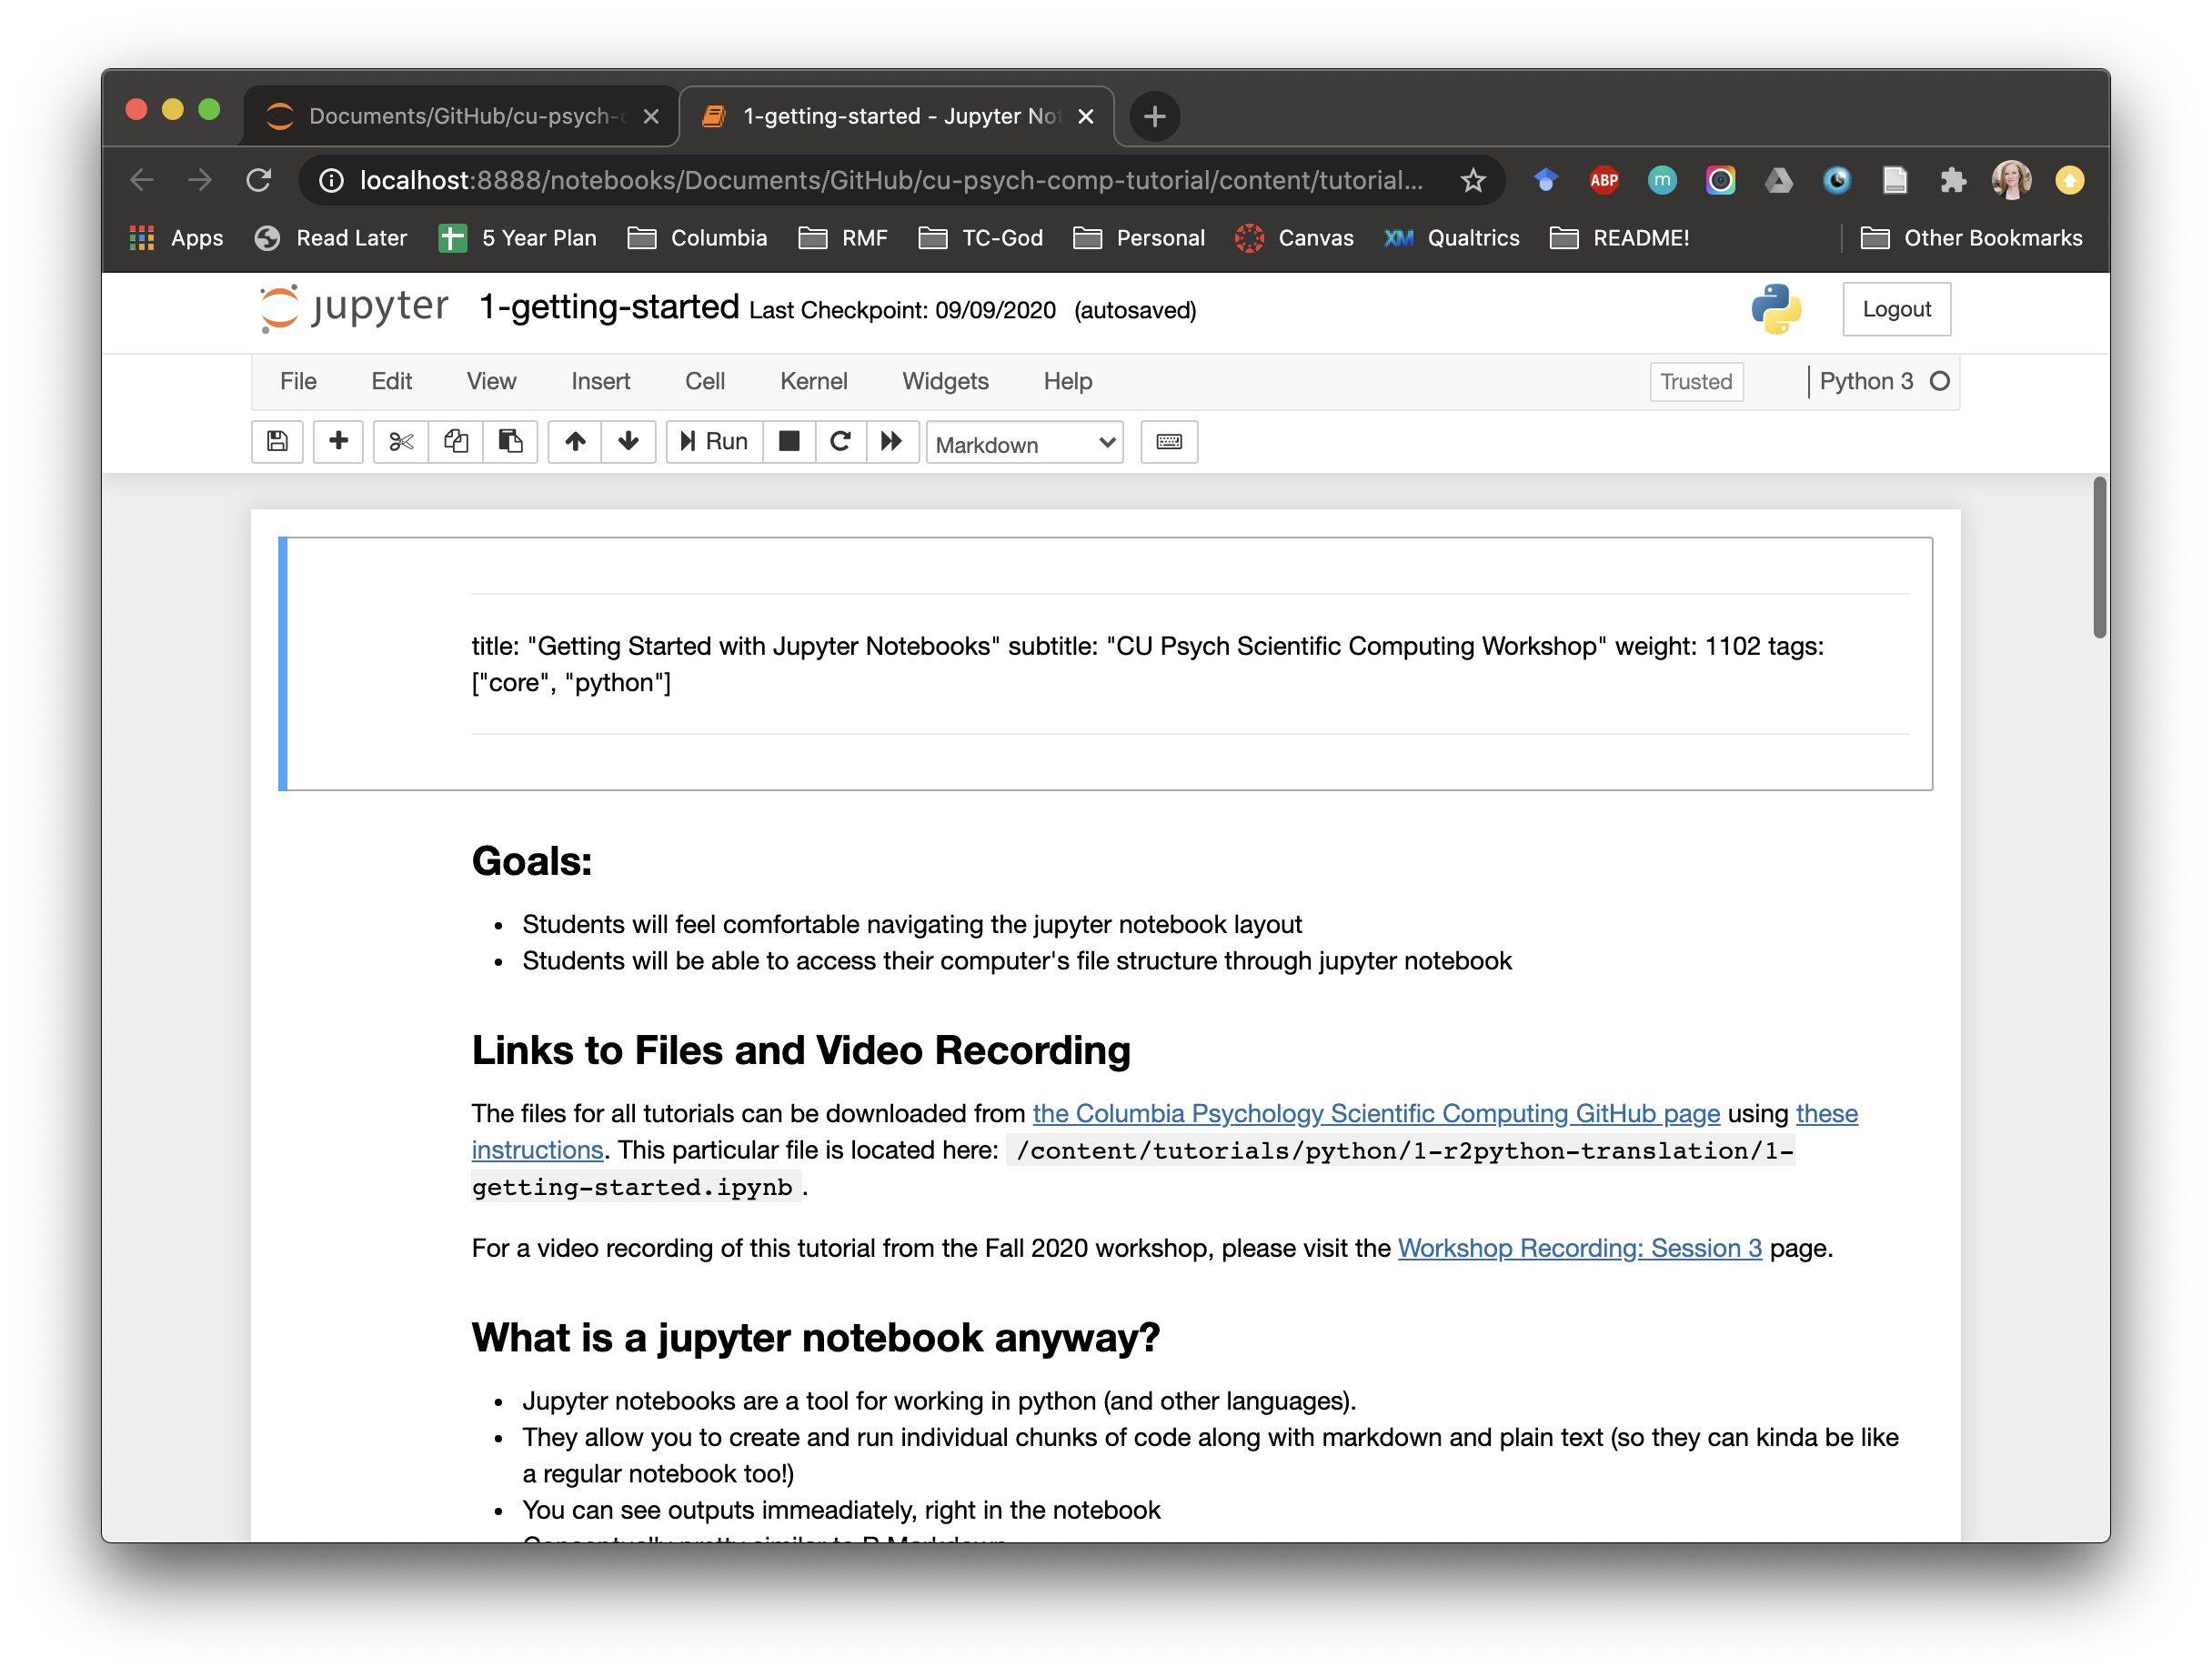 Documents/GitHub/cu-psych-
1-getting-started - Jupyter Not
localhost:8888/notebooks/Documents/GitHub/cu-psych-comp-tutorial/content/tutorial...
ABP
m
Apps Read Later 5 Year Plan Columbia RMF TC-God Personal XM Canvas Qualtrics README! Other Bookmarks
jupyter 1-getting-started Last Checkpoint: 09/09/2020 (autosaved) Logout
File Edit View Insert Cell Kernel Widgets Help Trusted Python 3
Run Markdown
title: "Getting Started with Jupyter Notebooks" subtitle: "CU Psych Scientific Computing Workshop" weight: 1102 tags:
["core", "python"]
Goals:
• Students will feel comfortable navigating the jupyter notebook layout
• Students will be able to access their computer's file structure through jupyter notebook
Links to Files and Video Recording
The files for all tutorials can be downloaded from the Columbia Psychology Scientific Computing GitHub page using these
instructions. This particular file is located here: /content/tutorials/python/1-r2python-translation/1-
getting-started.ipynb .
For a video recording of this tutorial from the Fall 2020 workshop, please visit the Workshop Recording: Session 3 page.
What is a jupyter notebook anyway?
• Jupyter notebooks are a tool for working in python (and other languages).
• They allow you to create and run individual chunks of code along with markdown and plain text (so they can kinda be like
a regular notebook too!)
• You can see outputs immeadiately, right in the notebook
• Conceptually pretty similar to R Markdown